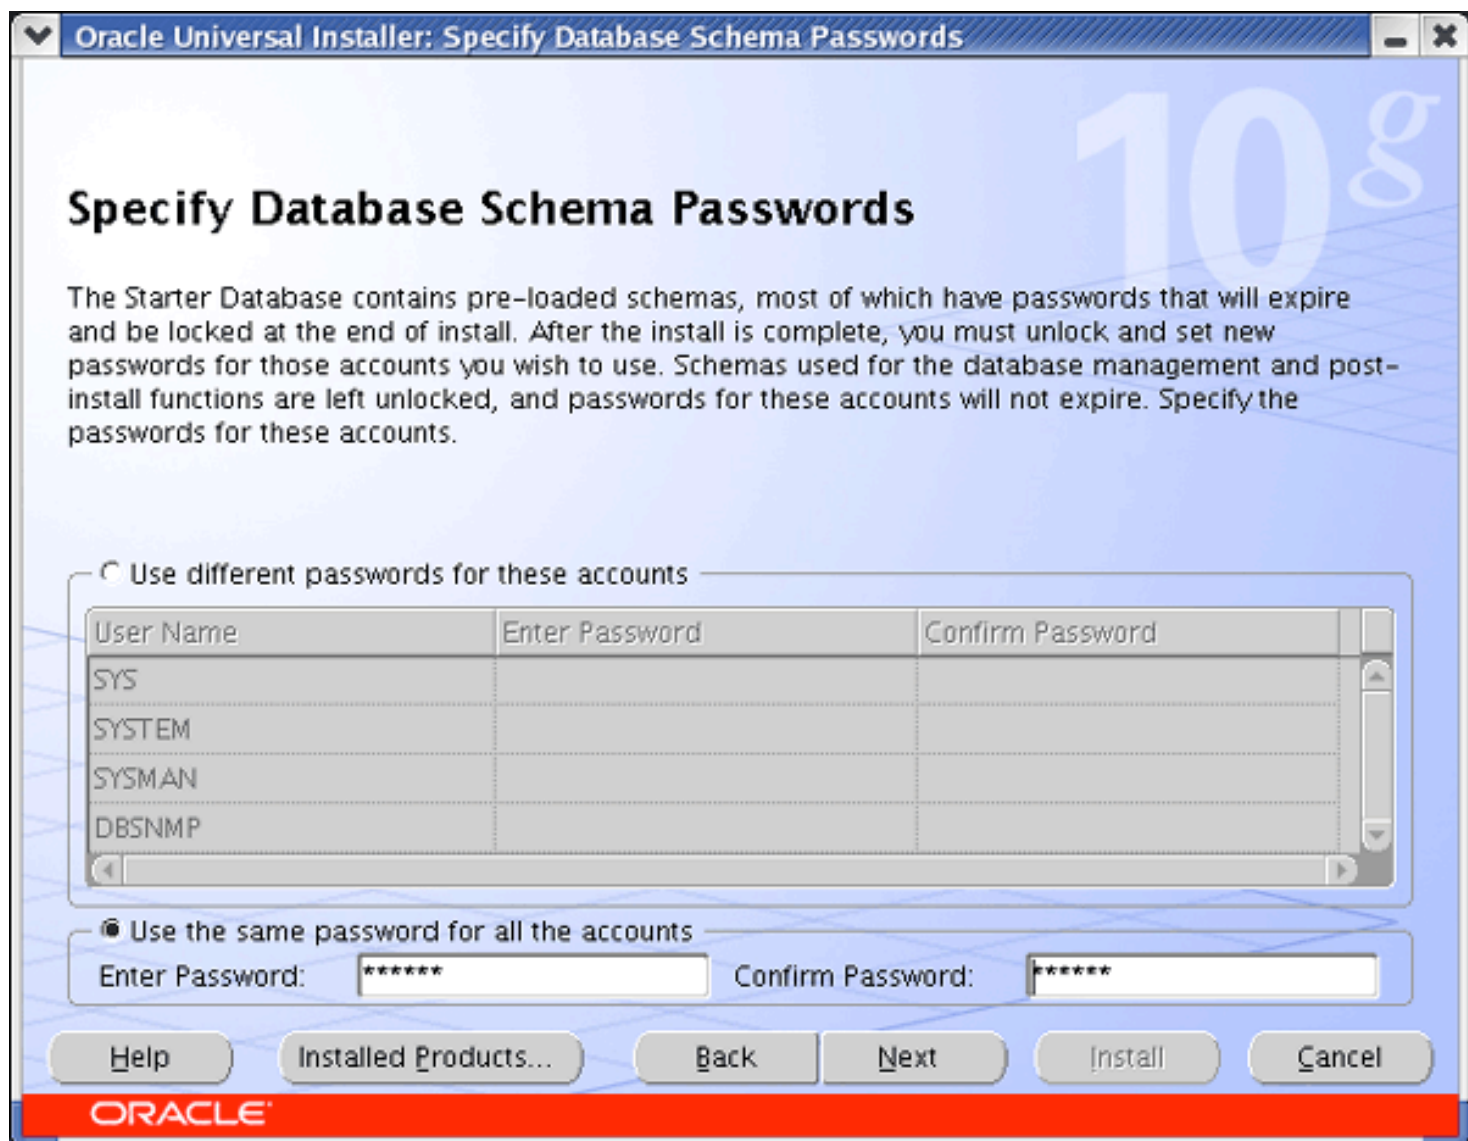 Oracle Universal Installer: Specify Database Schema Passwords
10g
Specify Database Schema Passwords
The Starter Database contains pre-loaded schemas, most of which have passwords that will expire
and be locked at the end of install. After the install is complete, you must unlock and set new
passwords for those accounts you wish to use. Schemas used for the database management and post-
install functions are left unlocked, and passwords for these accounts will not expire. Specify the
passwords for these accounts.
Use different passwords for these accounts
User Name Enter Password Confirm Password
SYS
SYSTEM
SYSMAN
DBSNMP
Use the same password for all the accounts
Enter Password: ****** Confirm Password: ******
Help Installed Products... Back Next Install Cancel
ORACLE